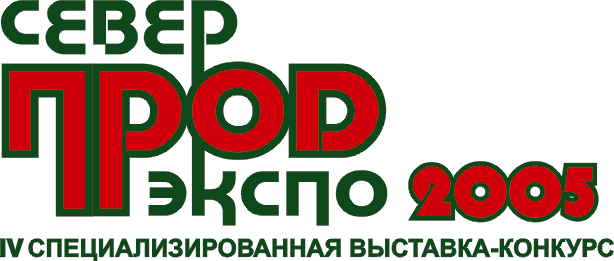 СЕВЕР
ПРОД
ЭКСПО 2005
IV СПЕЦИАЛИЗИРОВАННАЯ ВЫСТАВКА-КОНКУРС